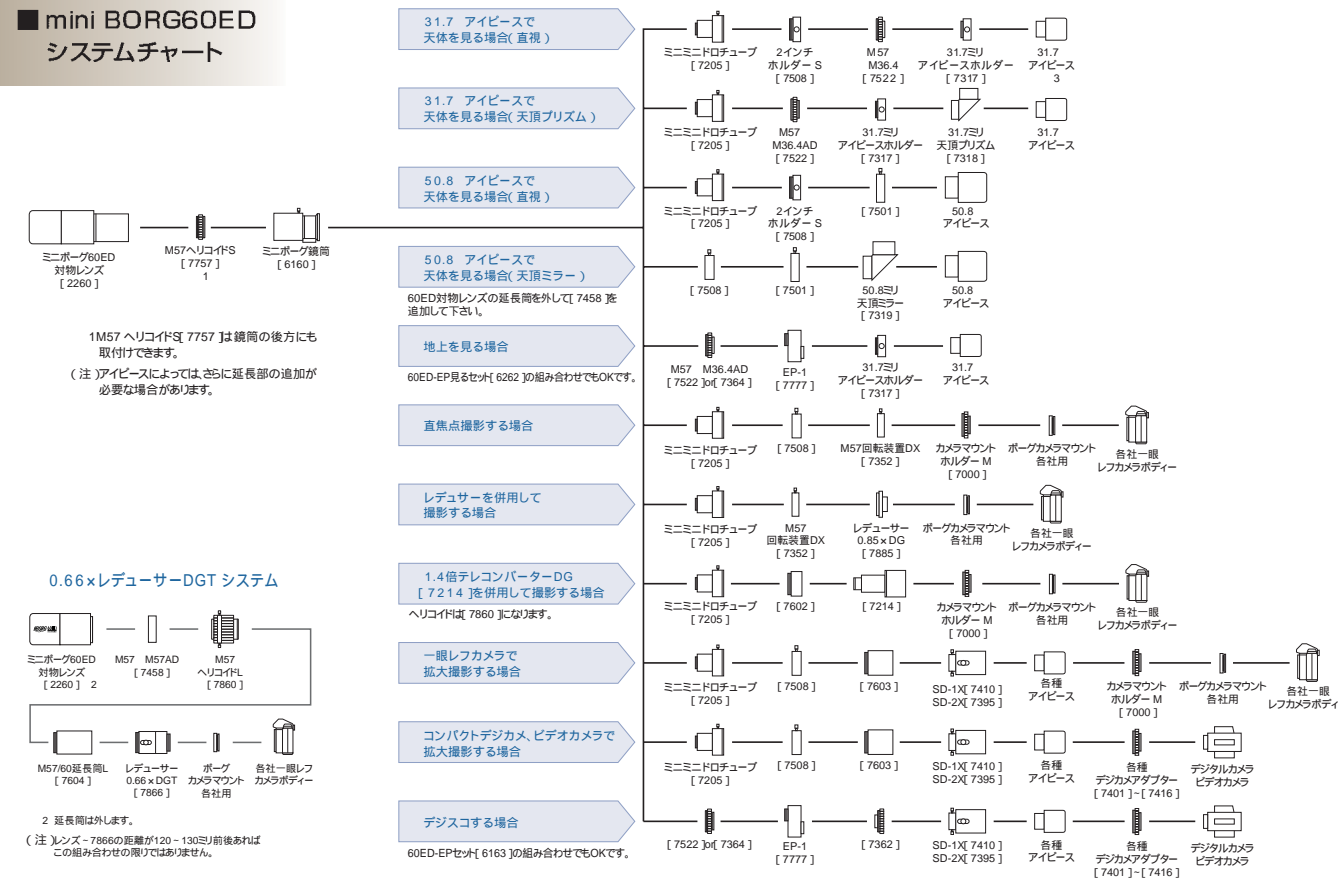 ■ mini BORG60ED
システムチャート
ミニボーグ60ED
対物レンズ
[ 2260 ]
M57ヘリコイドS
[ 7757 ]
1
ミニボーグ鏡筒
[ 6160 ]
1M57 ヘリコイドS[ 7757 ]は鏡筒の後方にも
取付けできます。
( 注 )アイピースによっては、さらに延長部の追加が
必要な場合があります。
31.7 アイピースで
天体を見る場合( 直視 )
ミニミニドロチューブ
[ 7205 ]
2インチ
ホルダー S
[ 7508 ]
M 57
M36.4
[ 7522 ]
31.7ミリ
アイピースホルダー
[ 7317 ]
31.7
アイピース
3
31.7 アイピースで
天体を見る場合( 天頂プリズム )
ミニミニドロチューブ
[ 7205 ]
M57
M36.4AD
[ 7522 ]
31.7ミリ
アイピースホルダー
[ 7317 ]
31.7ミリ
天頂プリズム
[ 7318 ]
31.7
アイピース
50.8 アイピースで
天体を見る場合( 直視 )
ミニミニドロチューブ
[ 7205 ]
2インチ
ホルダー S
[ 7508 ]
[ 7501 ]
50.8
アイピース
50.8 アイピースで
天体を見る場合( 天頂ミラー )
60ED対物レンズの延長筒を外して[ 7458 ]を
追加して下さい。
[ 7508 ]
[ 7501 ]
50.8ミリ
天頂ミラー
[ 7319 ]
50.8
アイピース
地上を見る場合
60ED-EP見るセット[ 6262 ]の組み合わせでもOKです。
M57 M36.4AD
[ 7522 ]or[ 7364 ]
EP-1
[ 7777 ]
31.7ミリ
アイピースホルダー
[ 7317 ]
31.7
アイピース
直焦点撮影する場合
ミニミニドロチューブ
[ 7205 ]
[ 7508 ]
M57回転装置DX
[ 7352 ]
カメラマウント
ホルダー M
[ 7000 ]
ボーグカメラマウント
各社用
各社一眼
レフカメラボディー
レデュサーを併用して
撮影する場合
ミニミニドロチューブ
[ 7205 ]
M57
回転装置DX
[ 7352 ]
レデューサー
0.85×DG
[ 7885 ]
ボーグカメラマウント
各社用
各社一眼
レフカメラボディー
1.4倍テレコンバーターDG
[ 7214 ]を併用して撮影する場合
ヘリコイドは[ 7860 ]になります。
ミニミニドロチューブ
[ 7205 ]
[ 7602 ]
[ 7214 ]
カメラマウント
ホルダー M
[ 7000 ]
ボーグカメラマウント
各社用
各社一眼
レフカメラボディー
一眼レフカメラで
拡大撮影する場合
ミニミニドロチューブ
[ 7205 ]
[ 7508 ]
[ 7603 ]
SD-1X[ 7410 ]
SD-2X[ 7395 ]
各種
アイピース
カメラマウント
ホルダー M
[ 7000 ]
ボーグカメラマウント
各社用
各社一眼
レフカメラボディ
コンパクトデジカメ、ビデオカメラで
拡大撮影する場合
ミニミニドロチューブ
[ 7205 ]
[ 7508 ]
[ 7603 ]
SD-1X[ 7410 ]
SD-2X[ 7395 ]
各種
アイピース
各種
デジカメアダプター
[ 7401 ]~[ 7416 ]
デジタルカメラ
ビデオカメラ
デジスコする場合
60ED-EPセット[ 6163 ]の組み合わせでもOKです。
[ 7522 ]or[ 7364 ]
EP-1
[ 7777 ]
[ 7362 ]
SD-1X[ 7410 ]
SD-2X[ 7395 ]
各種
アイピース
各種
デジカメアダプター
[ 7401 ]~[ 7416 ]
デジタルカメラ
ビデオカメラ
0.66×レデューサーDGT システム
ミニボーグ60ED
対物レンズ
[ 2260 ] 2
M57 M57AD
[ 7458 ]
M57
ヘリコイドL
[ 7860 ]
M57/60延長筒L
[ 7604 ]
レデューサー
0.66×DGT
[ 7866 ]
ボーグ
カメラマウント
各社用
各社一眼レフ
カメラボディー
2 延長筒は外します。
( 注 )レンズ~7866の距離が120~130ミリ前後あれば
この組み合わせの限りではありません。